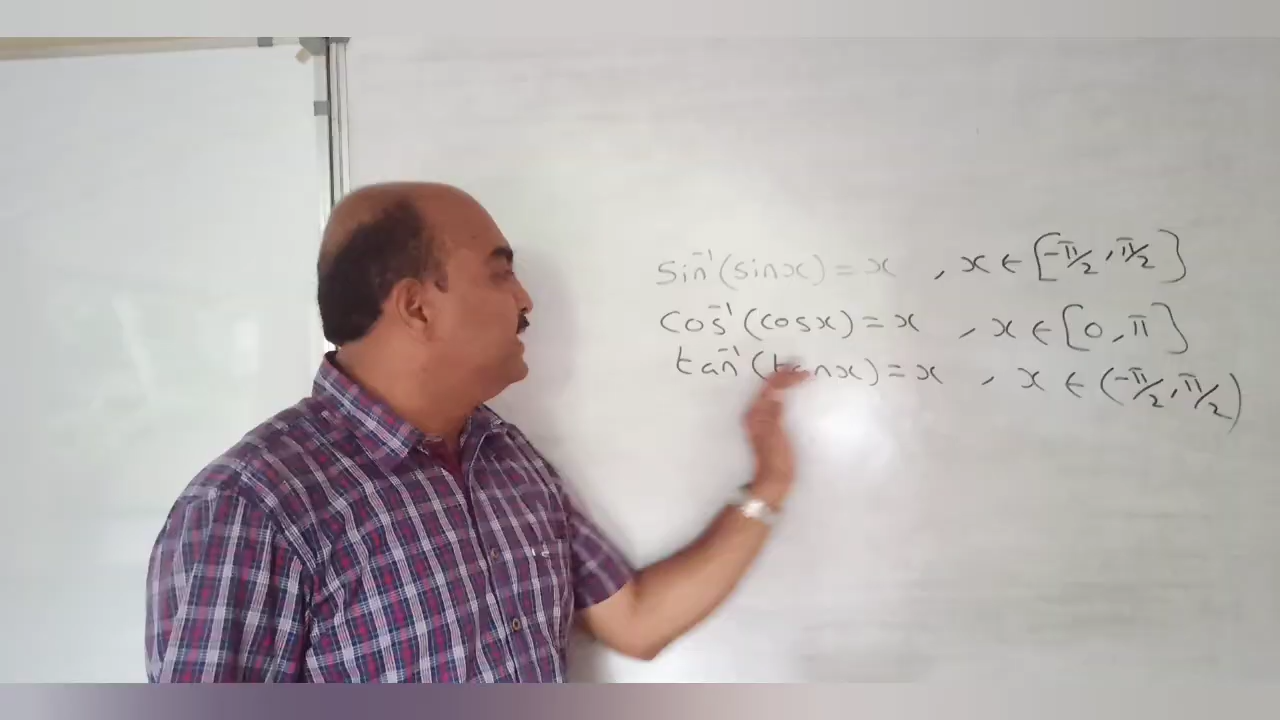 sin⁻¹(sinx) = x , x ∈ [-π/2, π/2]
cos⁻¹(cosx) = x , x ∈ [0, π]
tan⁻¹(tanx) = x , x ∈ (-π/2, π/2)